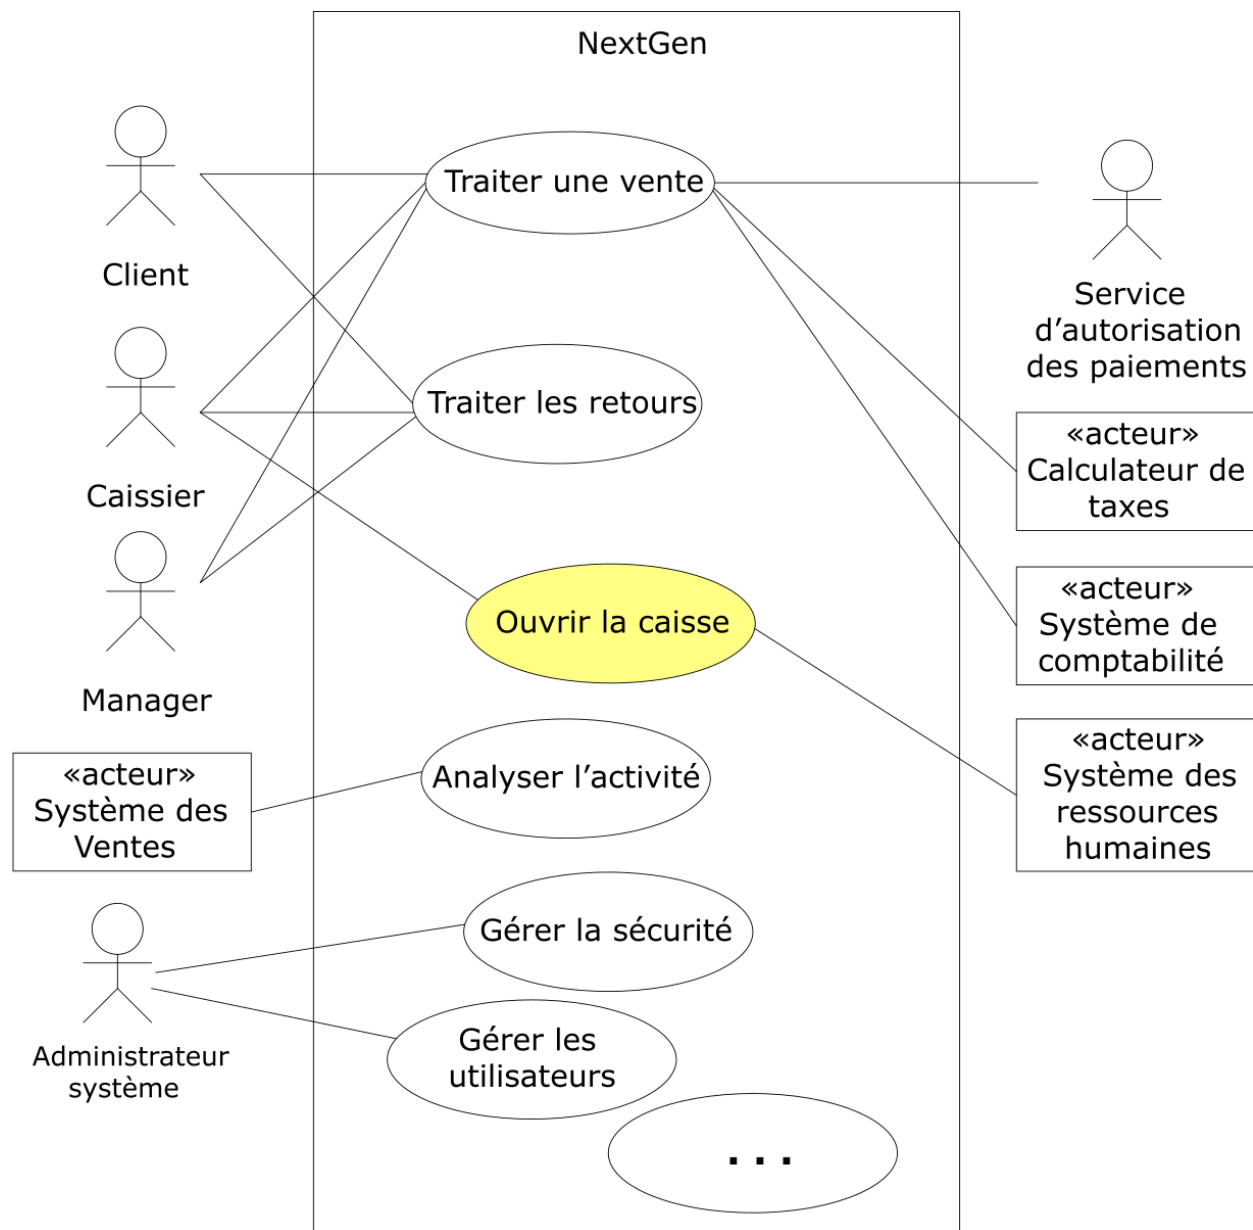 NextGen
Client
Caissier
Manager
«acteur»
Système des
Ventes
Administrateur
système
Traiter une vente
Traiter les retours
Ouvrir la caisse
Analyser l’activité
Gérer la sécurité
Gérer les
utilisateurs
...
Service
d’autorisation
des paiements
«acteur»
Calculateur de
taxes
«acteur»
Système de
comptabilité
«acteur»
Système des
ressources
humaines